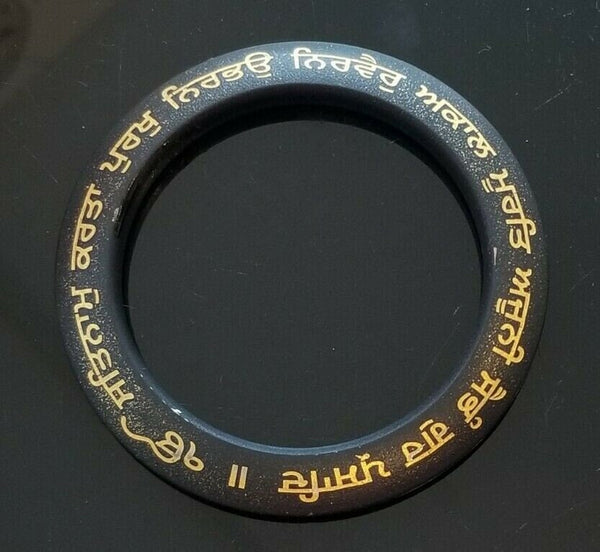 ੴ ਸਤਿਨਾਮੁ ਕਰਤਾ ਪੁਰਖੁ ਨਿਰਭਉ ਨਿਰਵੈਰੁ ਅਕਾਲ ਮੂਰਤਿ ਅਜੂਨੀ ਸੈਭੰ ਗੁਰ ਪ੍ਰਸਾਦਿ ॥